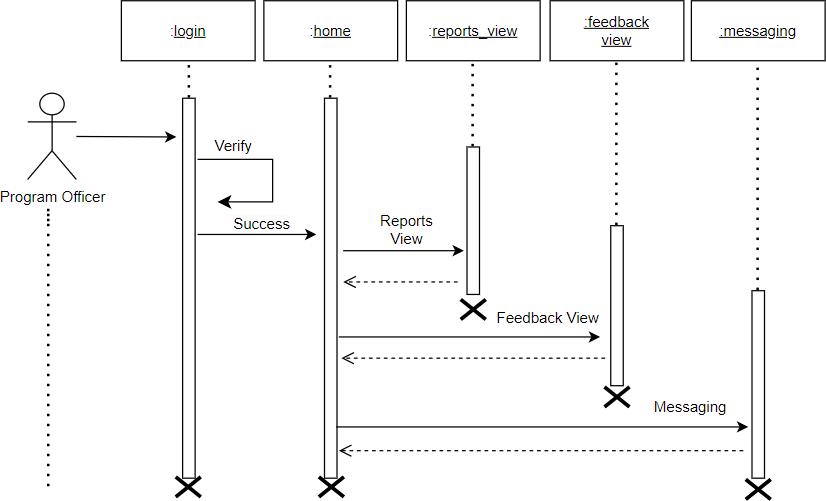 :login
:home
:reports_view
:feedback
view
:messaging
Verify
Program Officer
Success
Reports
View
Feedback View
Messaging